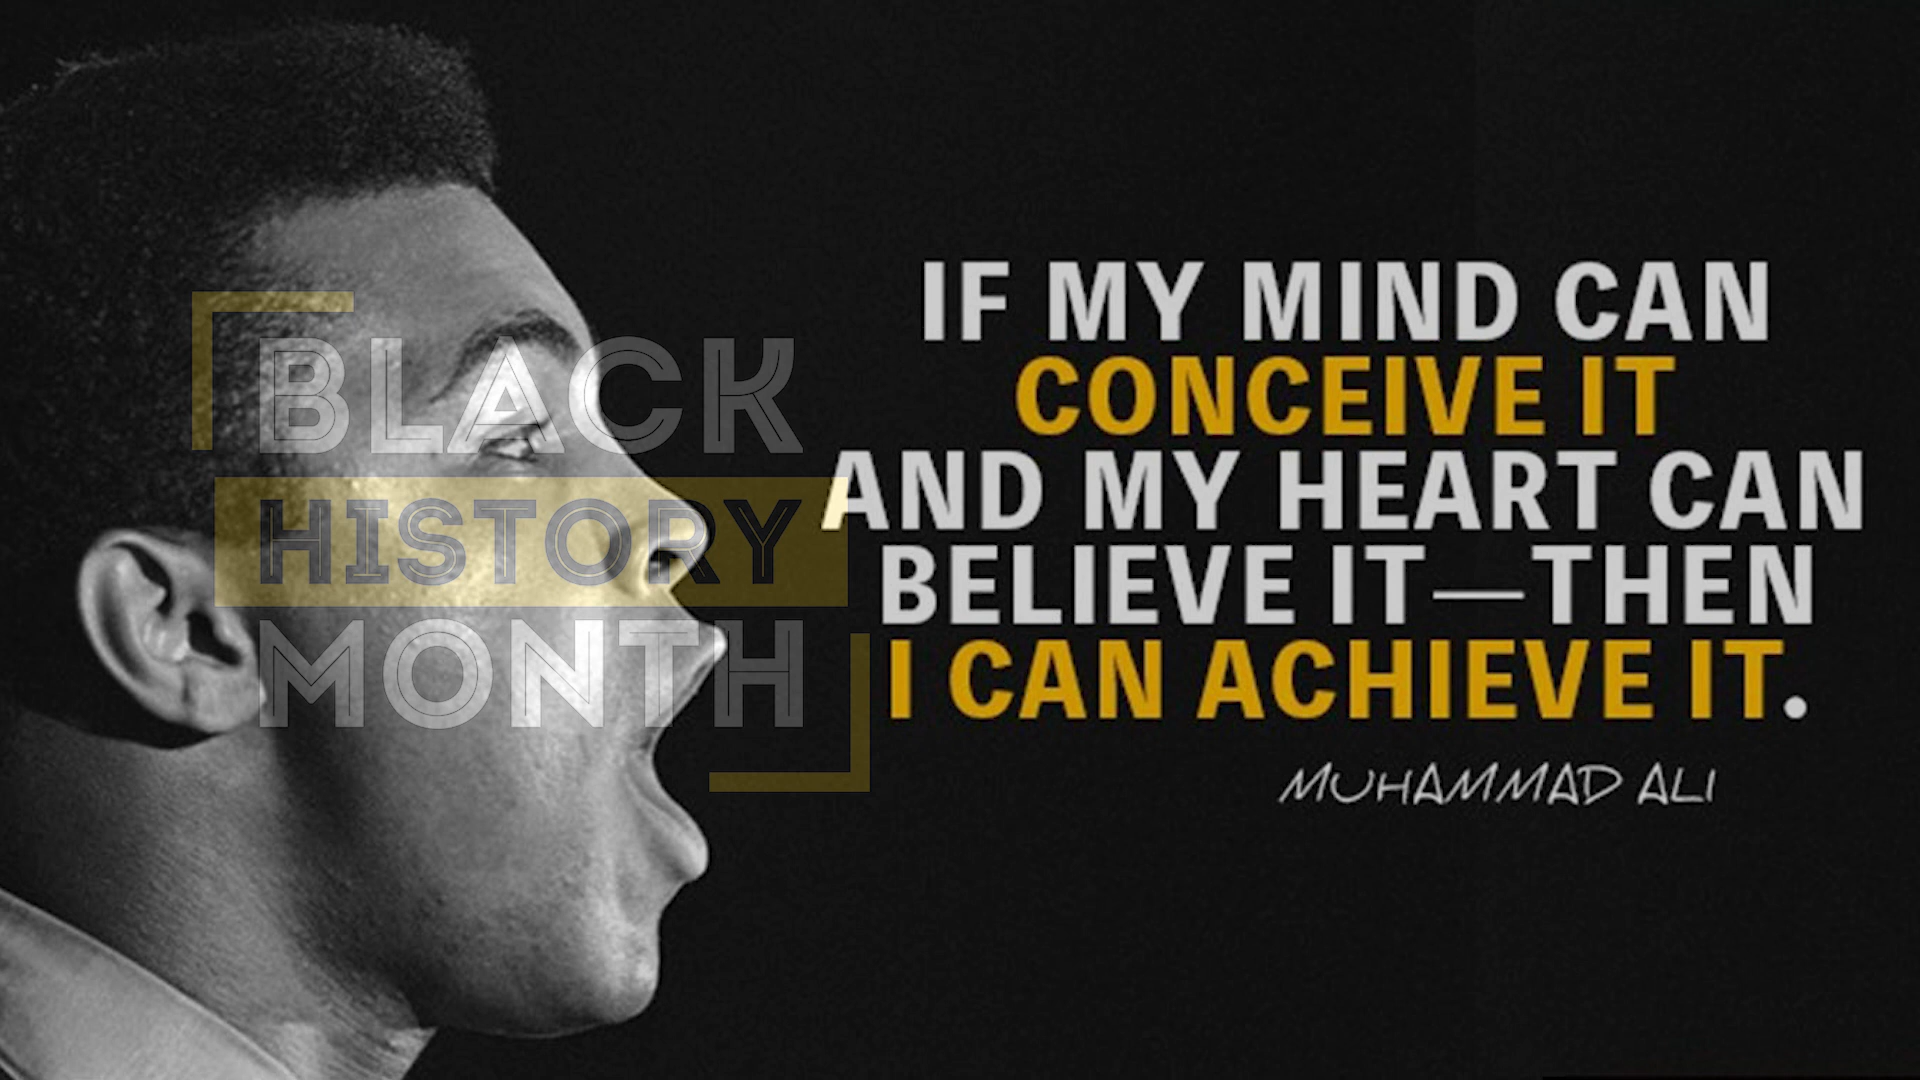 BLACK
HISTORY
MONTH
IF MY MIND CAN
CONCEIVE IT
AND MY HEART CAN
BELIEVE IT—THEN
I CAN ACHIEVE IT.
MUHAMMAD ALI